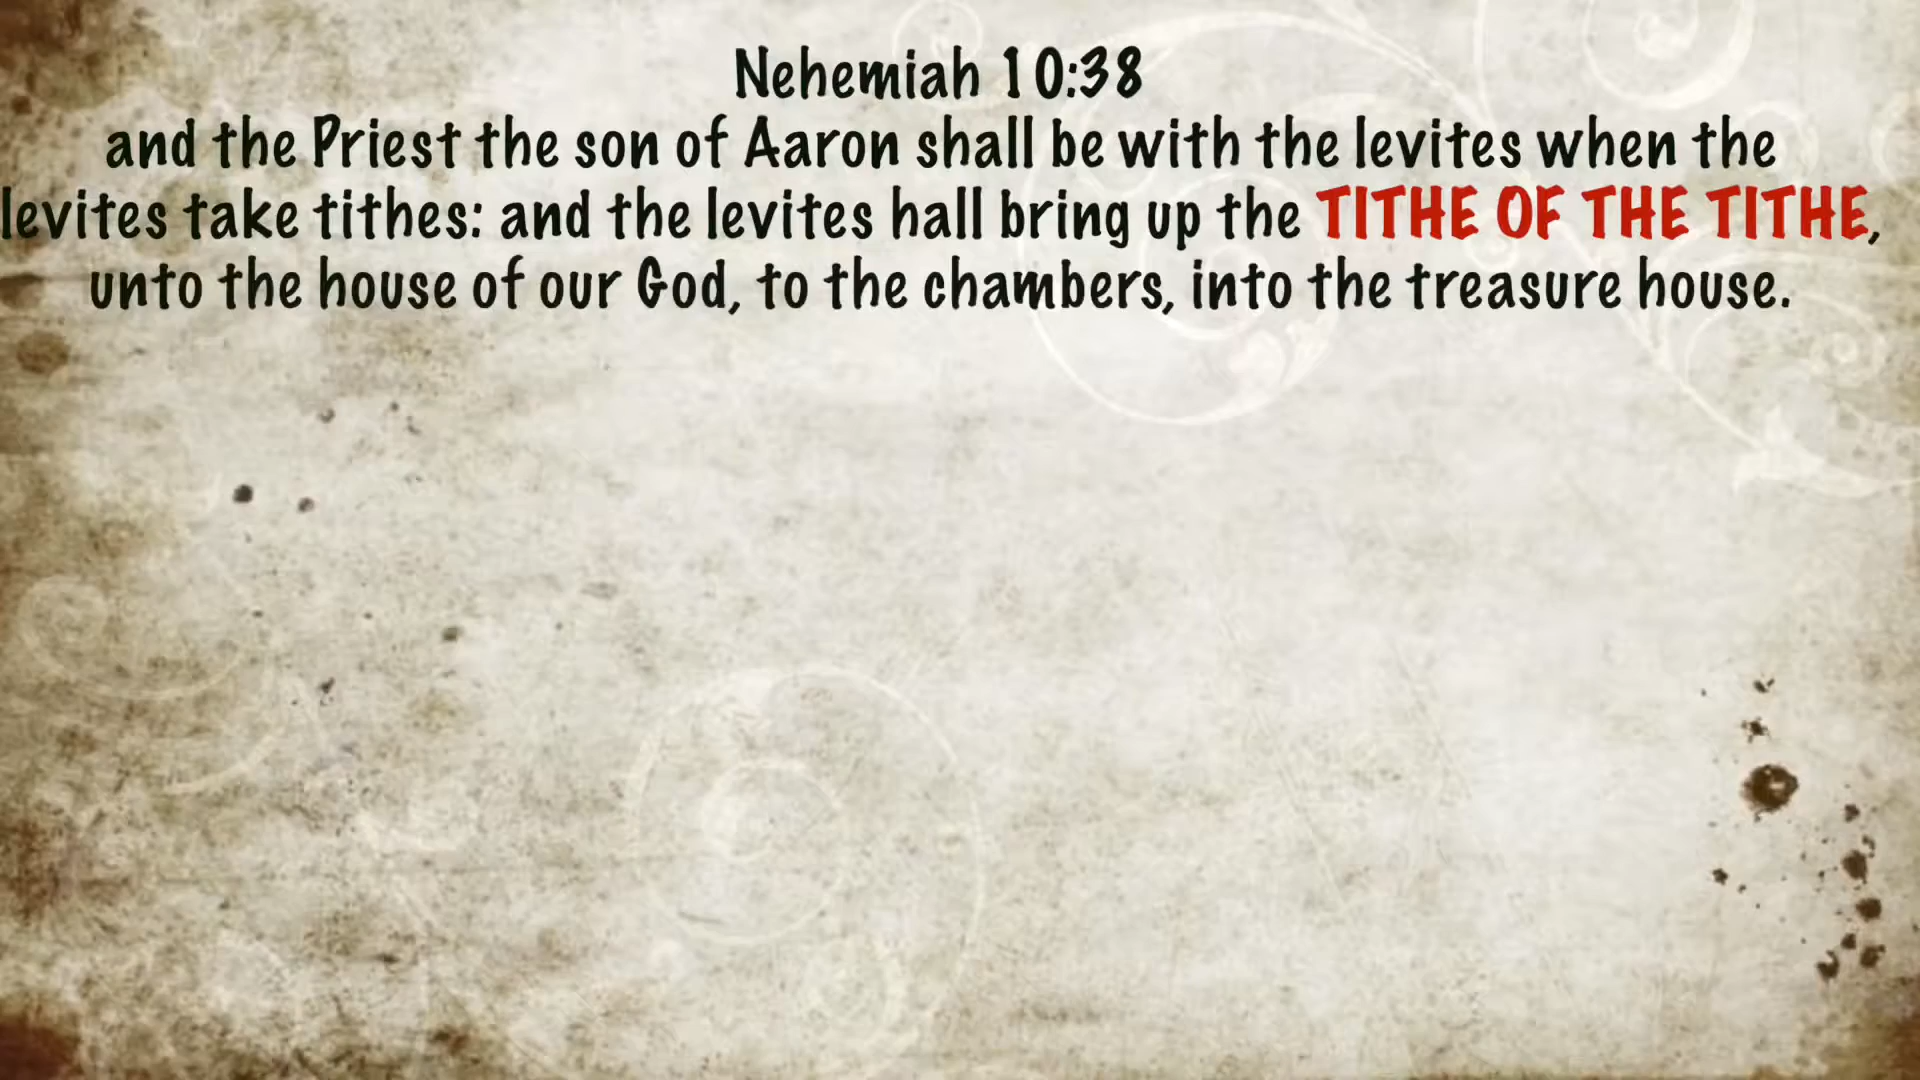 Nehemiah 10:38
and the Priest the son of Aaron shall be with the levites when the
levites take tithes: and the levites hall bring up the TITHE OF THE TITHE,
unto the house of our God, to the chambers, into the treasure house.